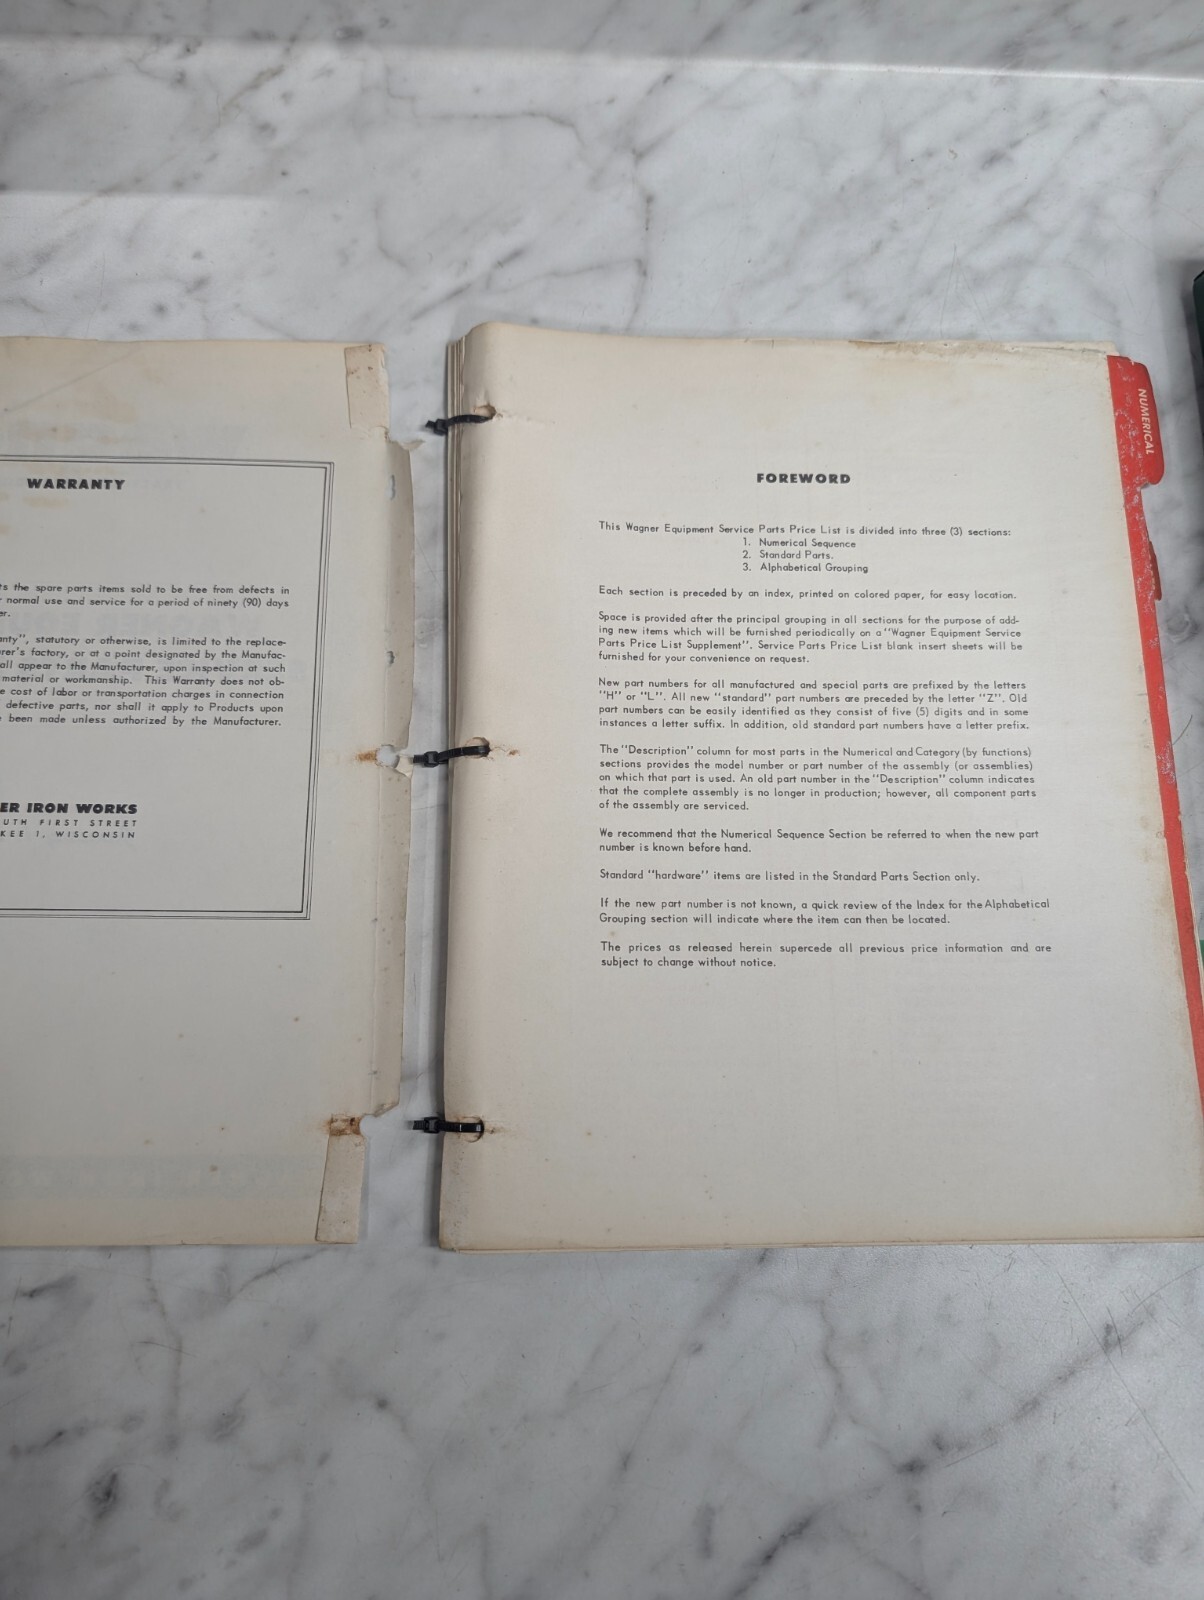 WARRANTY
ts the spare parts items sold to be free from defects in
normal use and service for a period of ninety (90) days
er.
nty", statutory or otherwise, is limited to the replace-
rer's factory, or at a point designated by the Manufac-
all appear to the Manufacturer, upon inspection at such
material or workmanship. This Warranty does not ob-
e cost of labor or transportation charges in connection
defective parts, nor shall it apply to Products upon
been made unless authorized by the Manufacturer.
ER IRON WORKS
UTH FIRST STREET
KEE 1, WISCONSIN
NUMERICAL
FOREWORD
This Wagner Equipment Service Parts Price List is divided into three (3) sections:
1. Numerical Sequence
2. Standard Parts.
3. Alphabetical Grouping
Each section is preceded by an index, printed on colored paper, for easy location.
Space is provided after the principal grouping in all sections for the purpose of add-
ing new items which will be furnished periodically on a "Wagner Equipment Service
Parts Price List Supplement". Service Parts Price List blank insert sheets will be
furnished for your convenience on request.
New part numbers for all manufactured and special parts are prefixed by the letters
"H" or "L". All new "standard" part numbers are preceded by the letter "Z". Old
part numbers can be easily identified as they consist of five (5) digits and in some
instances a letter suffix. In addition, old standard part numbers have a letter prefix.
The "Description" column for most parts in the Numerical and Category (by functions)
sections provides the model number or part number of the assembly (or assemblies)
on which that part is used. An old part number in the "Description" column indicates
that the complete assembly is no longer in production; however, all component parts
of the assembly are serviced.
We recommend that the Numerical Sequence Section be referred to when the new part
number is known before hand.
Standard "hardware" items are listed in the Standard Parts Section only.
If the new part number is not known, a quick review of the Index for the Alphabetical
Grouping section will indicate where the item can then be located.
The prices as released herein supercede all previous price information and are
subject to change without notice.